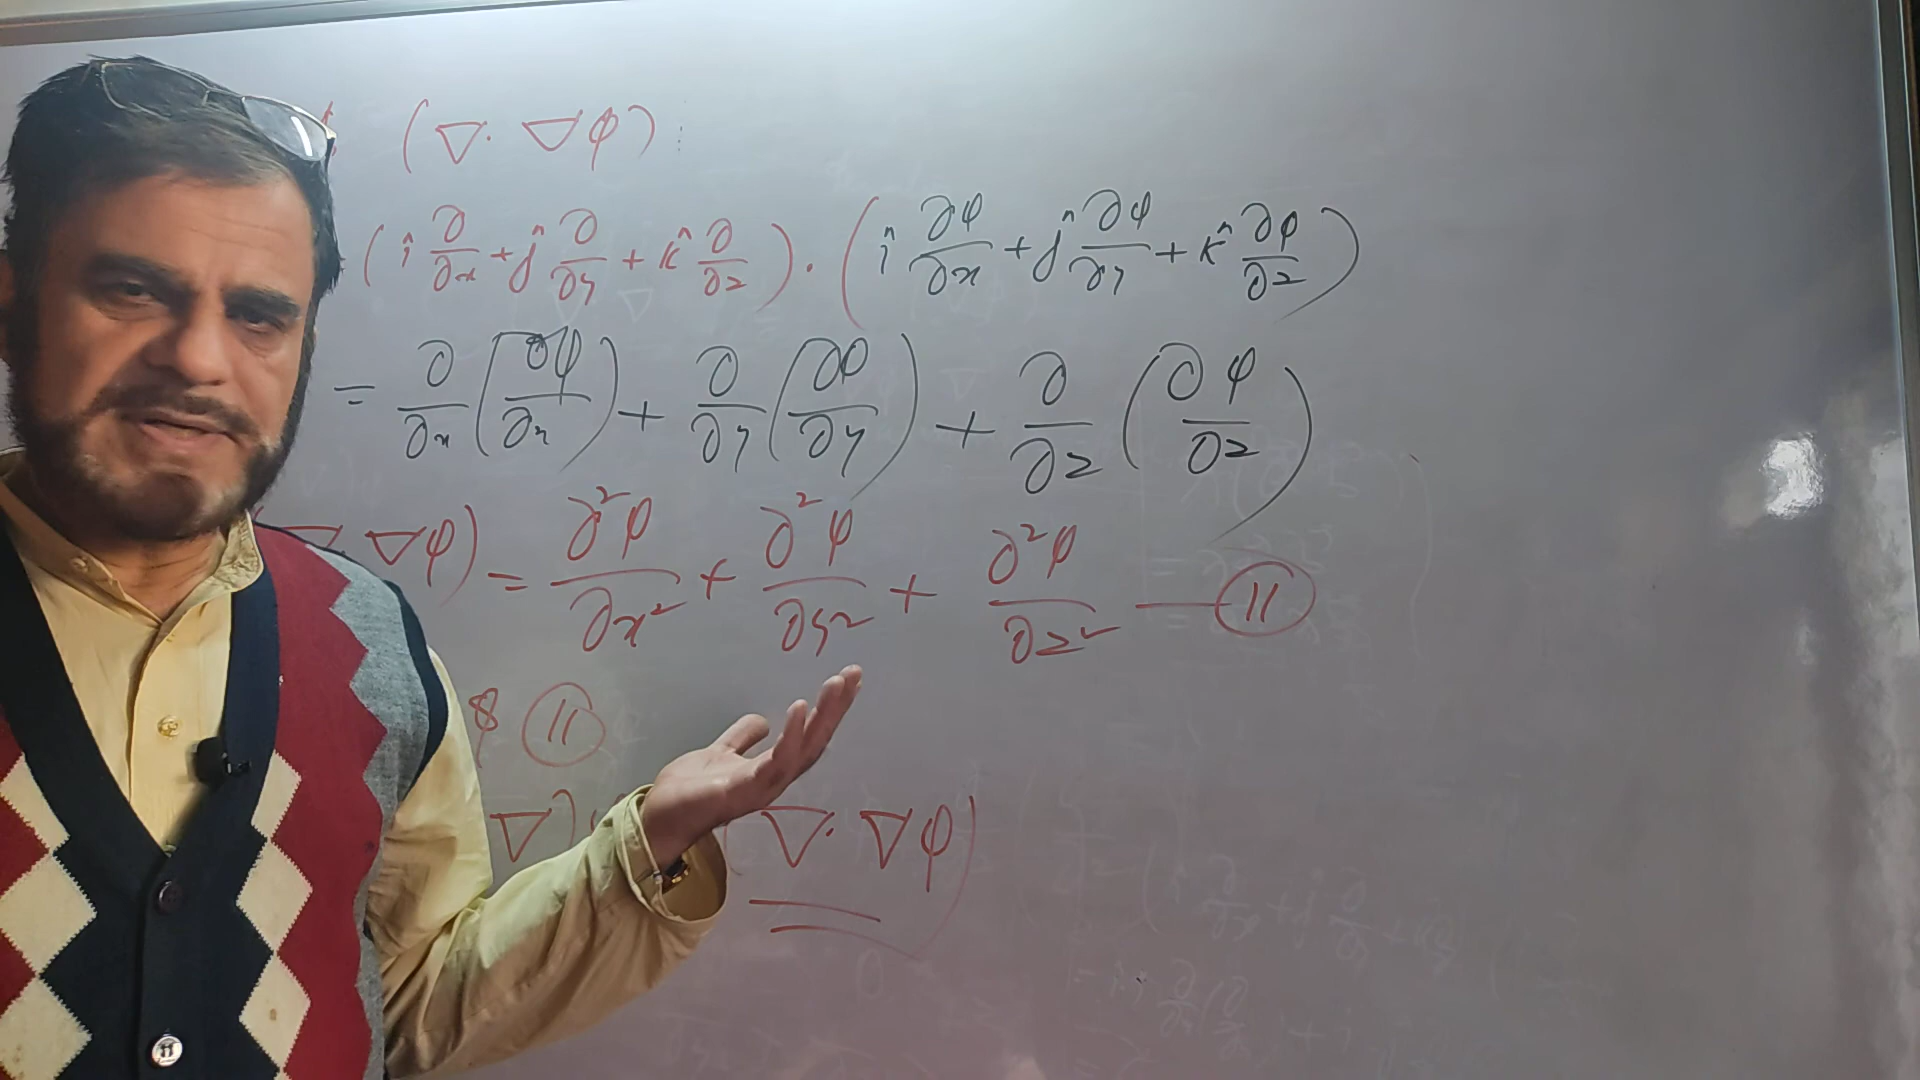 (∇ · ∇φ) :
(î ∂/∂x + ĵ ∂/∂y + k̂ ∂/∂z) · (î ∂φ/∂x + ĵ ∂φ/∂y + k̂ ∂φ/∂z)
= ∂/∂x (∂φ/∂x) + ∂/∂y (∂φ/∂y) + ∂/∂z (∂φ/∂z)
∇φ) = ∂²φ/∂x² + ∂²φ/∂y² + ∂²φ/∂z² — (11)
& (11)
∇) (∇ · ∇φ)